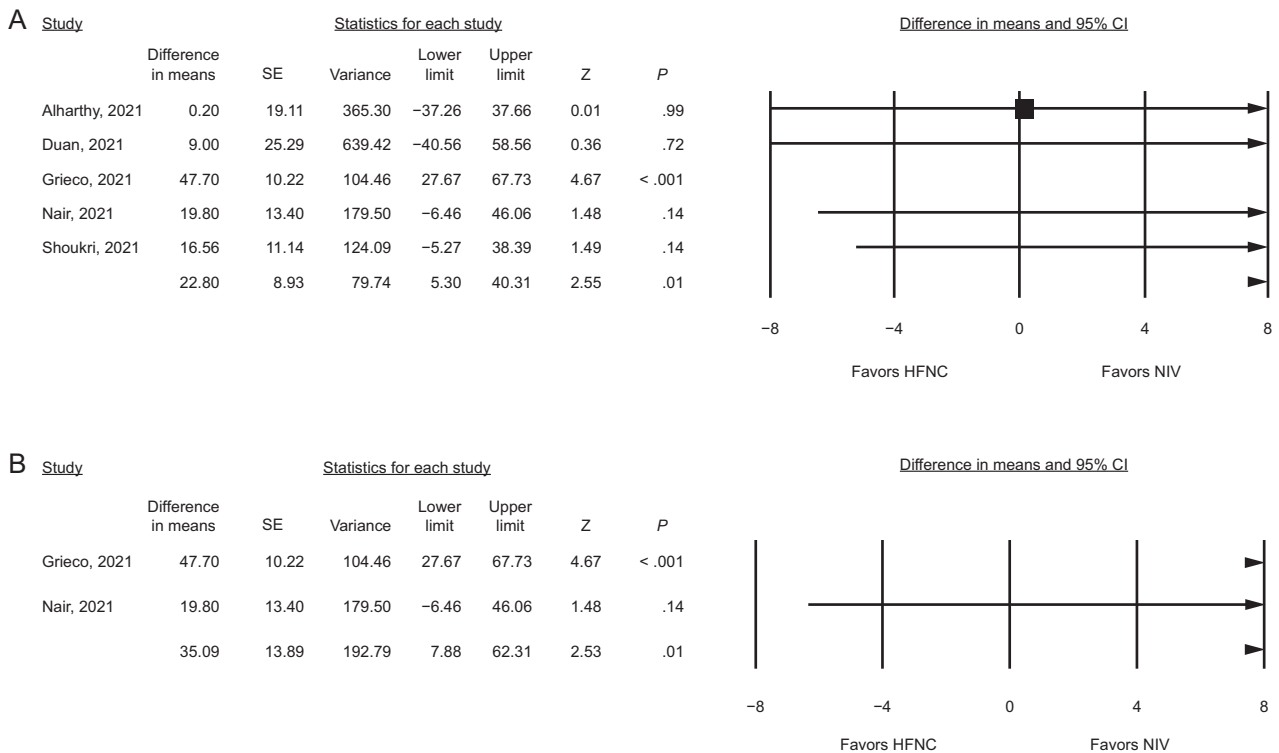 A Study Statistics for each study Difference in means and 95% CI
Difference in means SE Variance Lower limit Upper limit Z P
Alharthy, 2021 0.20 19.11 365.30 −37.26 37.66 0.01 .99
Duan, 2021 9.00 25.29 639.42 −40.56 58.56 0.36 .72
Grieco, 2021 47.70 10.22 104.46 27.67 67.73 4.67 < .001
Nair, 2021 19.80 13.40 179.50 −6.46 46.06 1.48 .14
Shoukri, 2021 16.56 11.14 124.09 −5.27 38.39 1.49 .14
22.80 8.93 79.74 5.30 40.31 2.55 .01
−8 −4 0 4 8
Favors HFNC Favors NIV
B Study Statistics for each study Difference in means and 95% CI
Difference in means SE Variance Lower limit Upper limit Z P
Grieco, 2021 47.70 10.22 104.46 27.67 67.73 4.67 < .001
Nair, 2021 19.80 13.40 179.50 −6.46 46.06 1.48 .14
35.09 13.89 192.79 7.88 62.31 2.53 .01
−8 −4 0 4 8
Favors HFNC Favors NIV